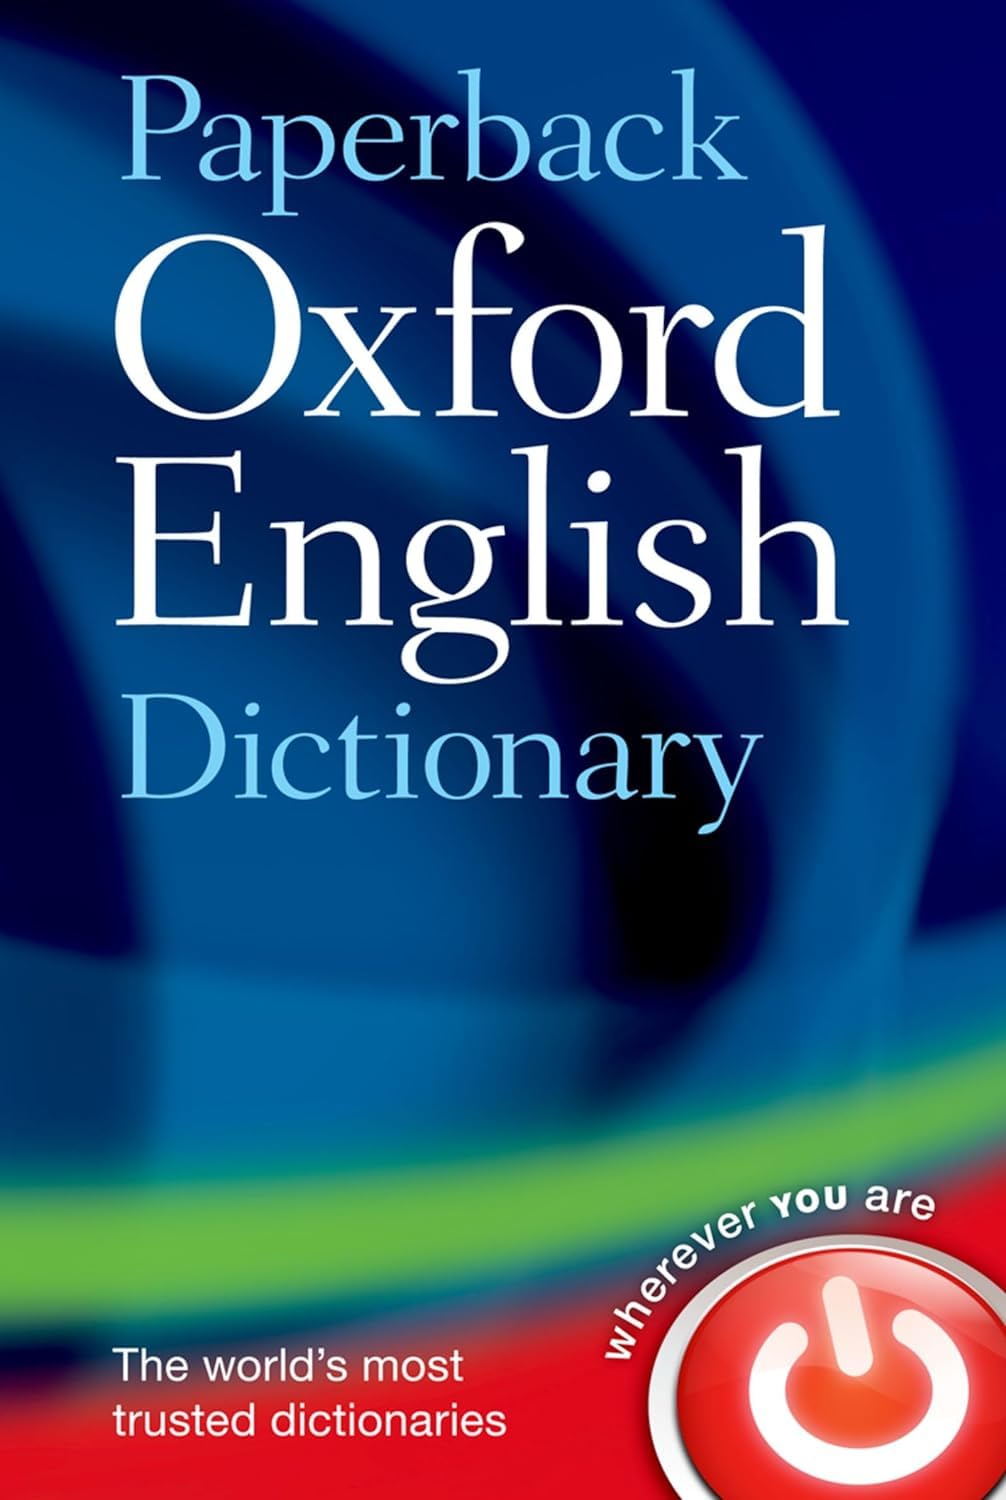 Paperback
Oxford
English
Dictionary
wherever YOU are
The world's most
trusted dictionaries